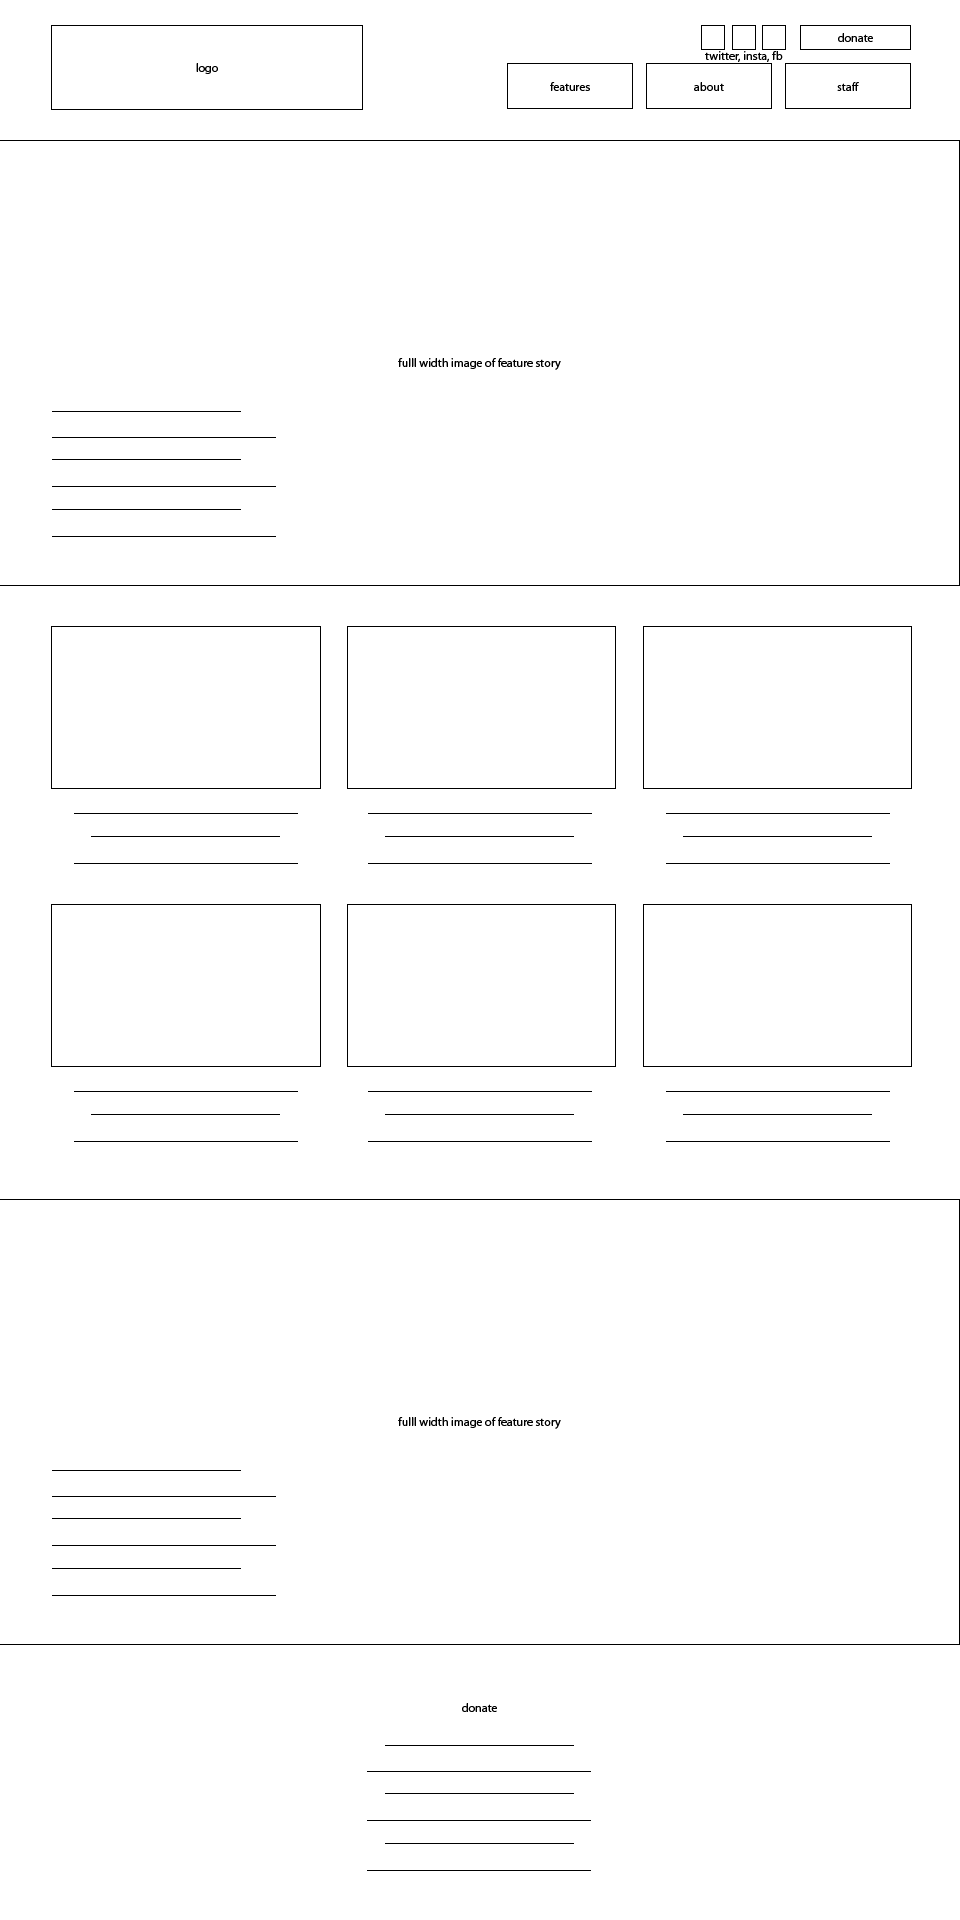 logo
donate
twitter, insta, fb
features
about
staff
fulll width image of feature story
fulll width image of feature story
donate